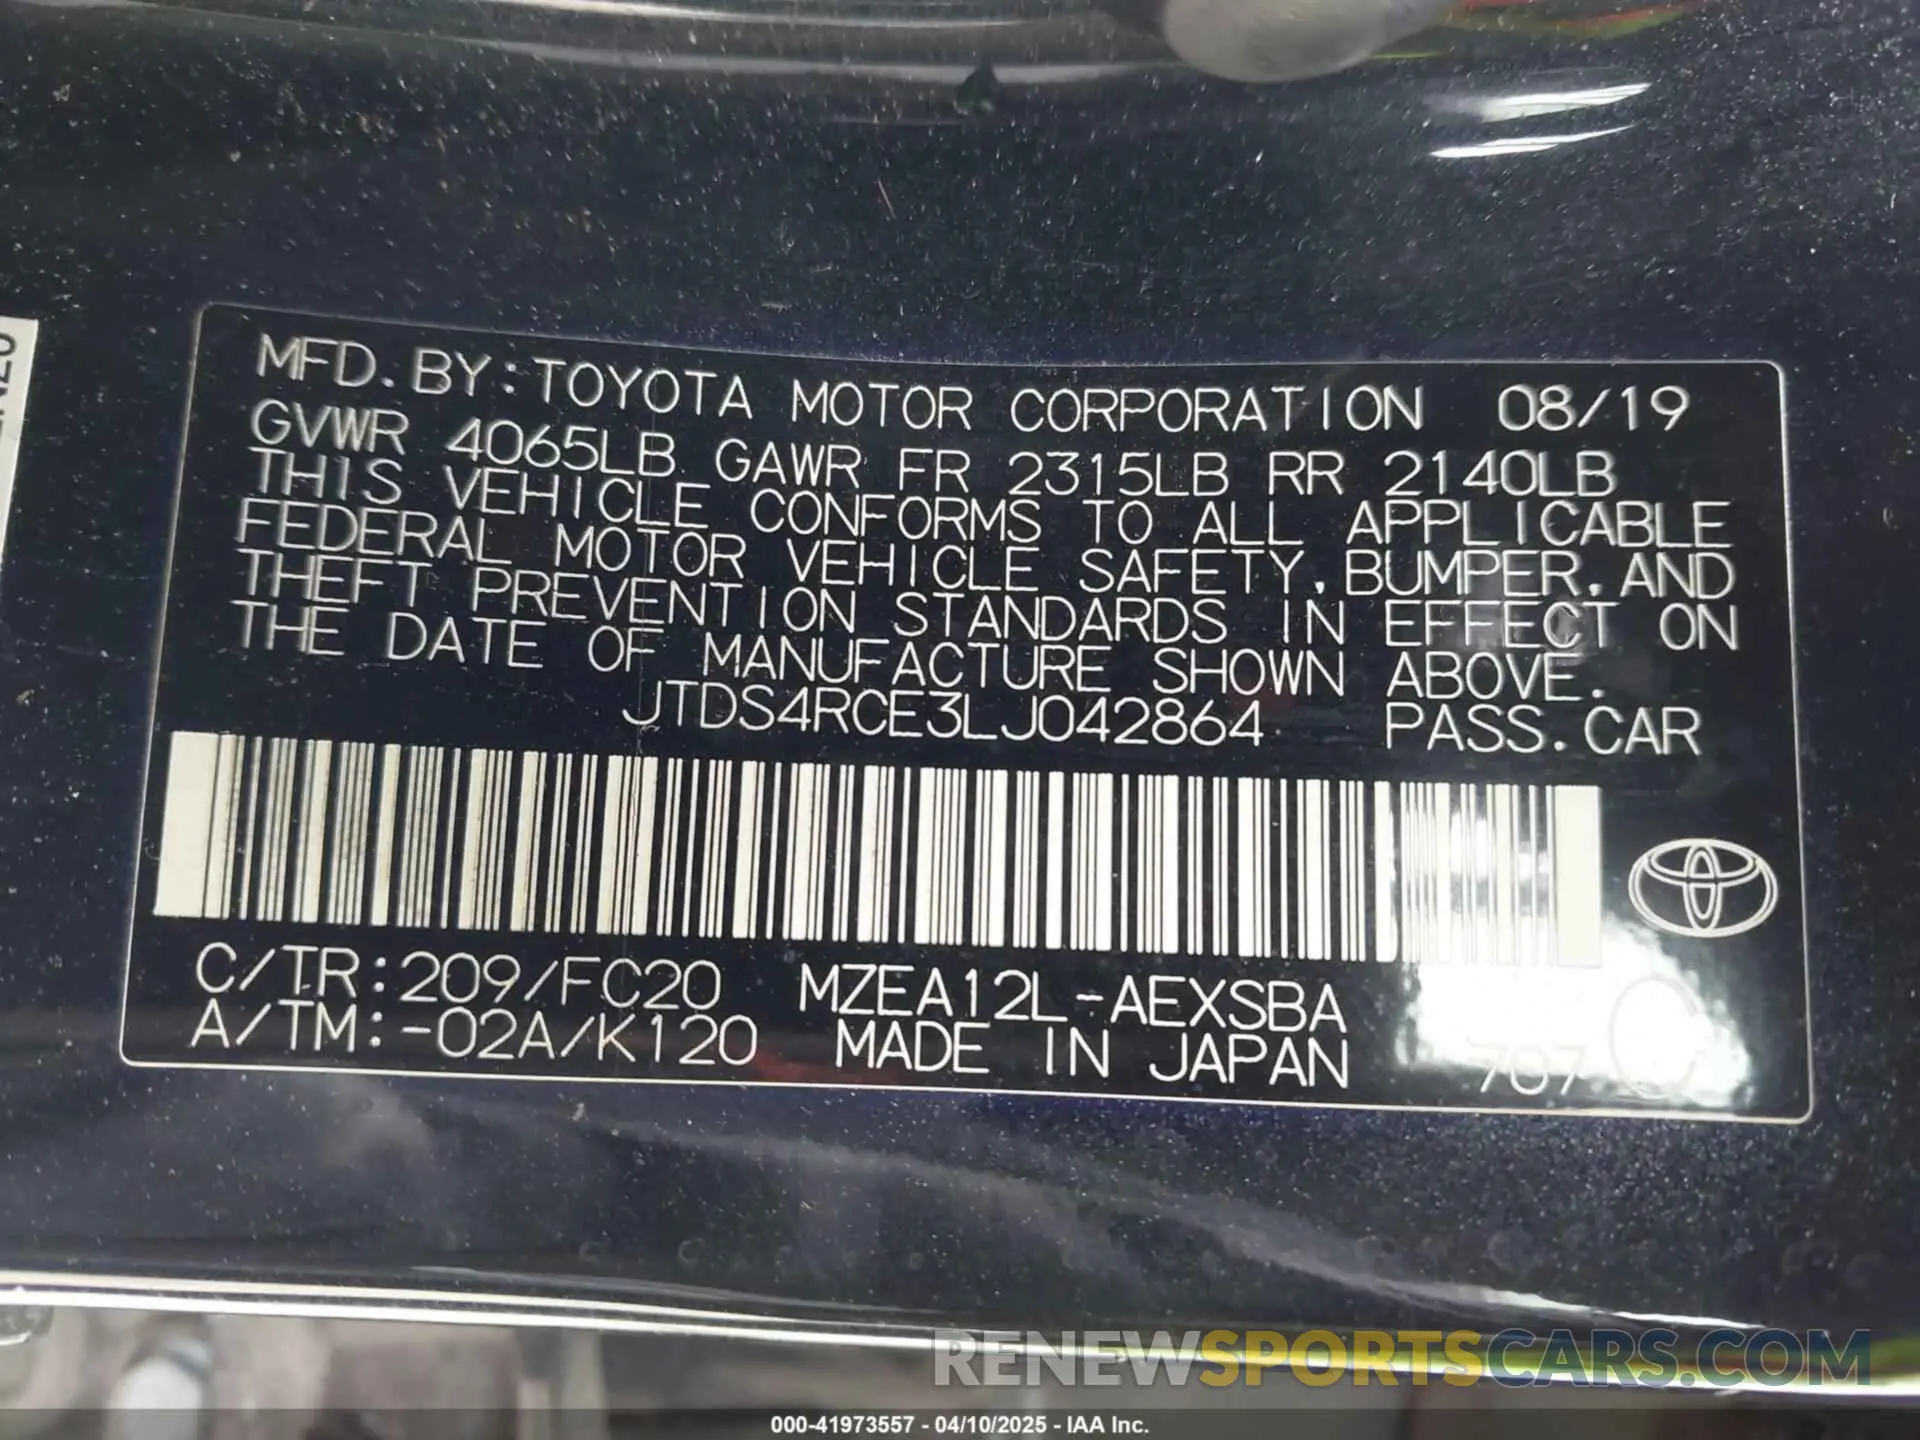 MFD. BY: TOYOTA MOTOR CORPORATION 08/19
GVWR 4065LB GAWR FR 2315LB RR 2140LB
THIS VEHICLE CONFORMS TO ALL APPLICABLE
FEDERAL MOTOR VEHICLE SAFETY, BUMPER, AND
THEFT PREVENTION STANDARDS IN EFFECT ON
THE DATE OF MANUFACTURE SHOWN ABOVE.
JTDS4RCE3LJ042864 PASS. CAR
C/TR: 209/FC20 MZEA12L-AEXSBA
A/TM: -02A/K120 MADE IN JAPAN 787
C
RENEWSPORTSCARS.COM
000-41973557 - 04/10/2025 - IAA Inc.